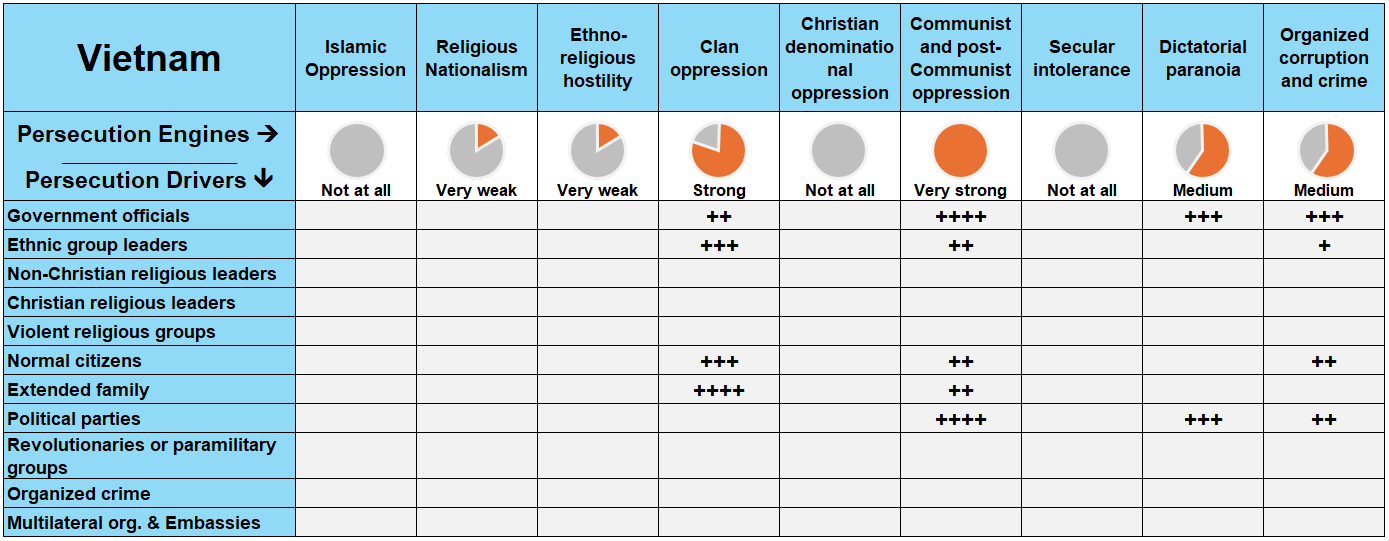 Vietnam
Islamic
Oppression
Religious
Nationalism
Ethno-
religious
hostility
Clan
oppression
Christian
denominatio
nal
oppression
Communist
and post-
Communist
oppression
Secular
intolerance
Dictatorial
paranoia
Organized
corruption
and crime
Persecution Engines →
Persecution Drivers ↓
Not at all
Very weak
Very weak
Strong
Not at all
Very strong
Not at all
Medium
Medium
Government officials ++ ++++ +++ +++
Ethnic group leaders +++ ++ +
Non-Christian religious leaders
Christian religious leaders
Violent religious groups
Normal citizens +++ ++ ++
Extended family ++++ ++
Political parties ++++ +++ ++
Revolutionaries or paramilitary
groups
Organized crime
Multilateral org. & Embassies